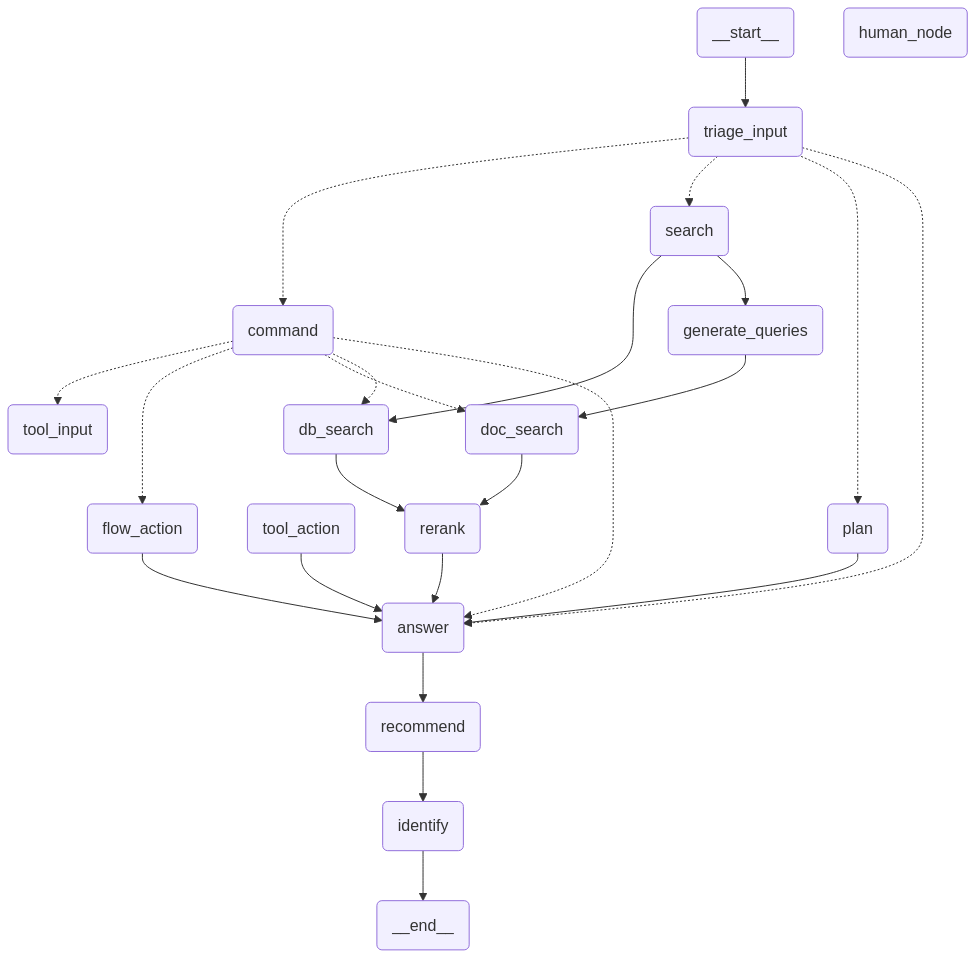 __start__
human_node
triage_input
search
command
generate_queries
tool_input
db_search
doc_search
flow_action
tool_action
rerank
plan
answer
recommend
identify
__end__